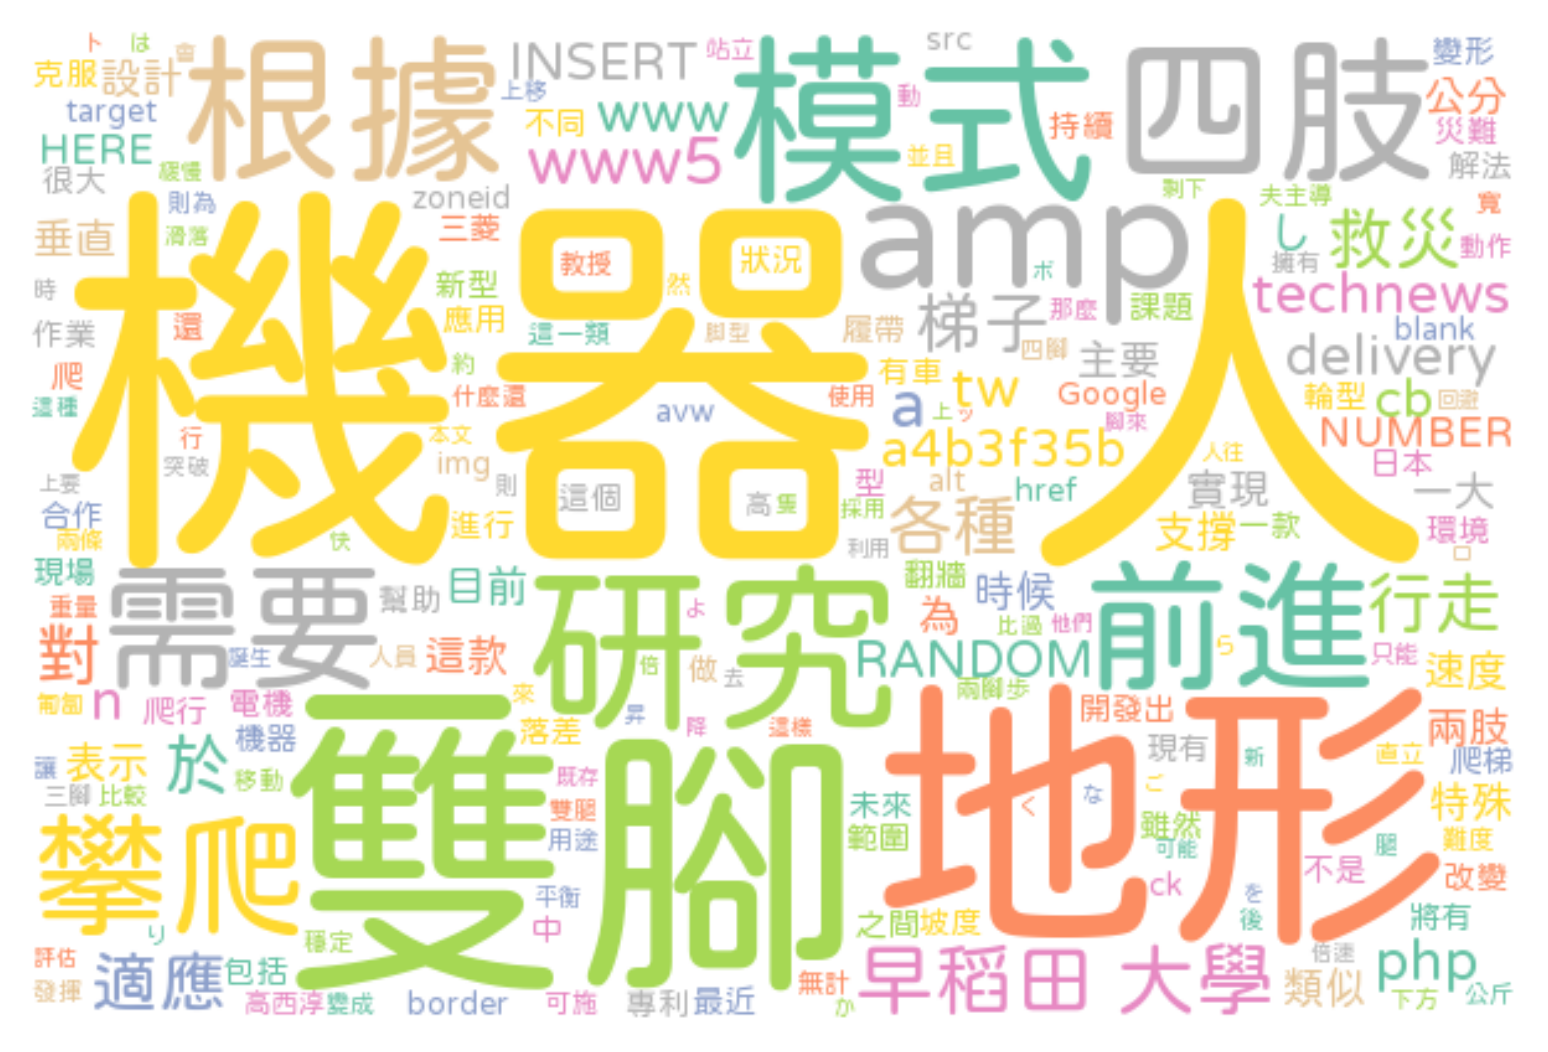 ト は 會 INSERT 站立 src 變形
克服 設計 根據 上移 模式 四肢
target www 不同 動 持續 公分
HERE www5 並且 災難
很大 緩慢 zoneid 剩下 夫主導 解法
則為 amp 寬
垂直 滑落 三菱 し 救災 動作
機器人 教授 狀況 ボ 擁有
時 新型 然 那麼 課題 technews
作業 還 應用 這一類 腳型 履帶 梯子 四腳 主要 blank
爬 約 有車 delivery
這種 什麼還 avw 使用 a 上 ッ tw Google 輪型 cb 回避
行 本文 腳來 NUMBER
突破 img a4b3f35b 人往 日本
上要 則 這個 高 隻 型 alt href 實現 一大
合作 進行 採用 各種 支撐 一款 環境
兩條 快 利用 口
現場 需要 幫助 目前 研究 翻牆 時候 前進 行走
重量 よ 為 比過 他們
對 誕生 人員 這款 倍 做 去 RANDOM ら 只能 速度
匍匐 n 爬行 電機 來 兩腳步
機器 雙腳 落差 昇 降 這樣 地形 開發出 兩肢
讓 表示 於 移動 既存 現有 新 直立 爬梯
三腳 比較 雙腿 未來 く な ご 特殊
攀爬 用途 範圍 雖然 難度
可能 腿
平衡 ck を 不是 改變
り 穩定 中 之間 坡度 後 將有
評估 適應 包括 無計 早稻田大學 倍速 php
發揮 高西淳 變成 border 可施 專利 最近 か 類似 下方 公斤